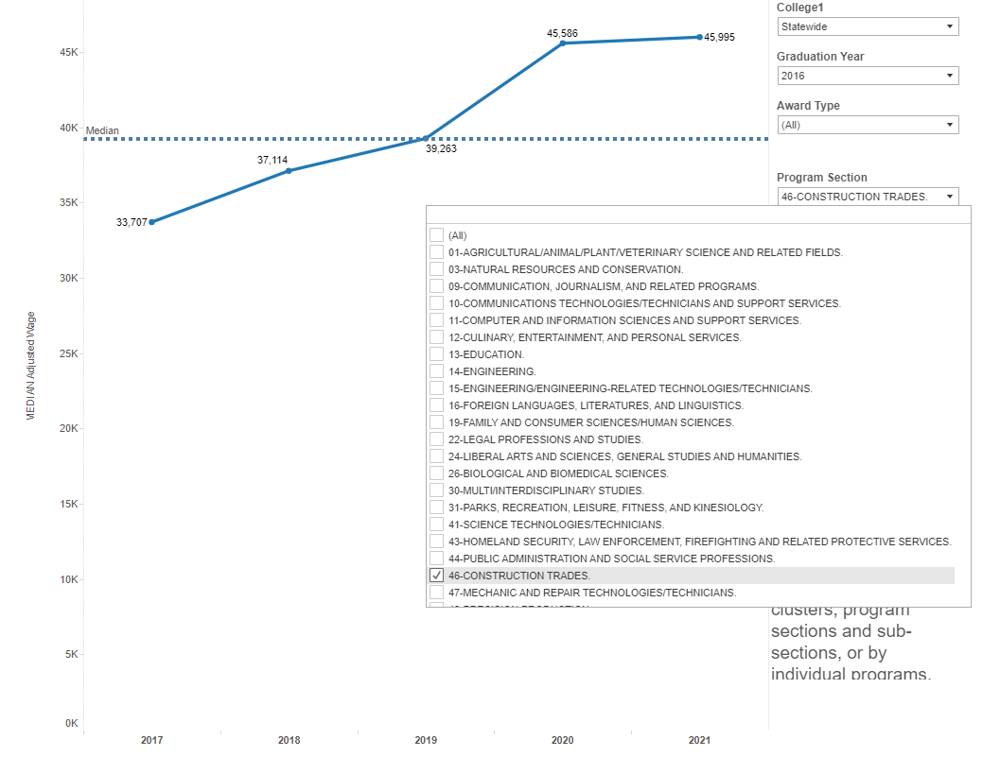 College1
Statewide
Graduation Year
2016
Award Type
(All)
Program Section
46-CONSTRUCTION TRADES.
45,586
45,995
45K
40K
Median
39,263
37,114
35K
33,707
30K
25K
MEDIAN Adjusted Wage
20K
15K
10K
5K
0K
2017
2018
2019
2020
2021
(All)
01-AGRICULTURAL/ANIMAL/PLANT/VETERINARY SCIENCE AND RELATED FIELDS.
03-NATURAL RESOURCES AND CONSERVATION.
09-COMMUNICATION, JOURNALISM, AND RELATED PROGRAMS.
10-COMMUNICATIONS TECHNOLOGIES/TECHNICIANS AND SUPPORT SERVICES.
11-COMPUTER AND INFORMATION SCIENCES AND SUPPORT SERVICES.
12-CULINARY, ENTERTAINMENT, AND PERSONAL SERVICES.
13-EDUCATION.
14-ENGINEERING.
15-ENGINEERING/ENGINEERING-RELATED TECHNOLOGIES/TECHNICIANS.
16-FOREIGN LANGUAGES, LITERATURES, AND LINGUISTICS.
19-FAMILY AND CONSUMER SCIENCES/HUMAN SCIENCES.
22-LEGAL PROFESSIONS AND STUDIES.
24-LIBERAL ARTS AND SCIENCES, GENERAL STUDIES AND HUMANITIES.
26-BIOLOGICAL AND BIOMEDICAL SCIENCES.
30-MULTI/INTERDISCIPLINARY STUDIES.
31-PARKS, RECREATION, LEISURE, FITNESS, AND KINESIOLOGY.
41-SCIENCE TECHNOLOGIES/TECHNICIANS.
43-HOMELAND SECURITY, LAW ENFORCEMENT, FIREFIGHTING AND RELATED PROTECTIVE SERVICES.
44-PUBLIC ADMINISTRATION AND SOCIAL SERVICE PROFESSIONS.
46-CONSTRUCTION TRADES.
47-MECHANIC AND REPAIR TECHNOLOGIES/TECHNICIANS.
clusters, program
sections and sub-
sections, or by
individual programs.